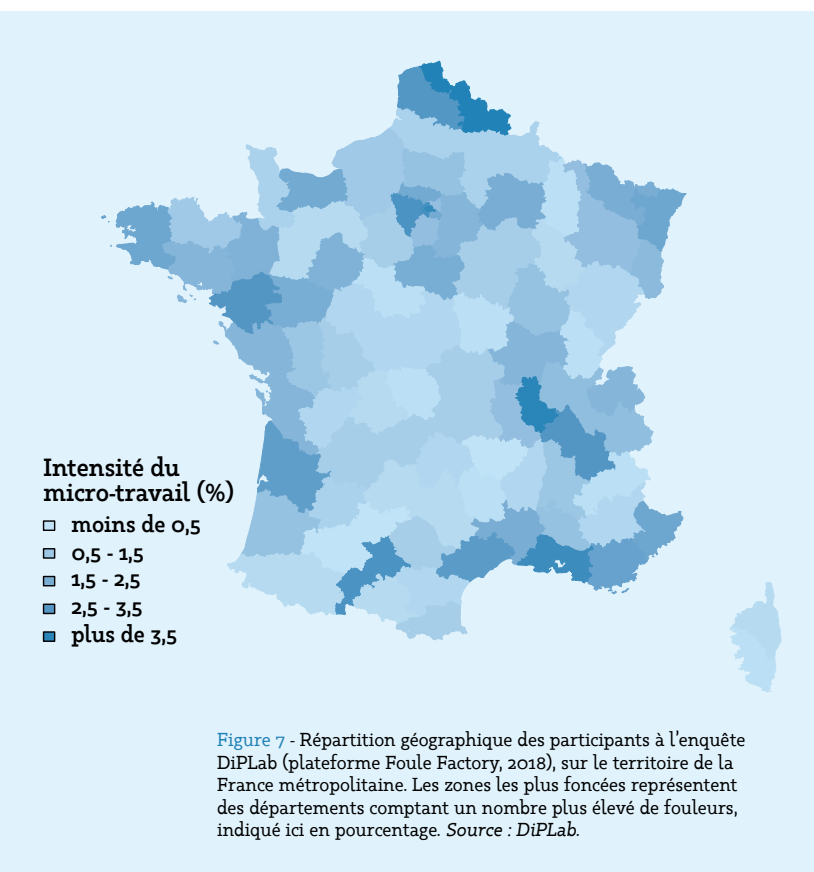 Intensité du
micro-travail (%)
moins de 0,5
0,5 - 1,5
1,5 - 2,5
2,5 - 3,5
plus de 3,5
Figure 7 - Répartition géographique des participants à l'enquête
DiPLab (plateforme Foule Factory, 2018), sur le territoire de la
France métropolitaine. Les zones les plus foncées représentent
des départements comptant un nombre plus élevé de fouleurs,
indiqué ici en pourcentage. Source : DiPLab.